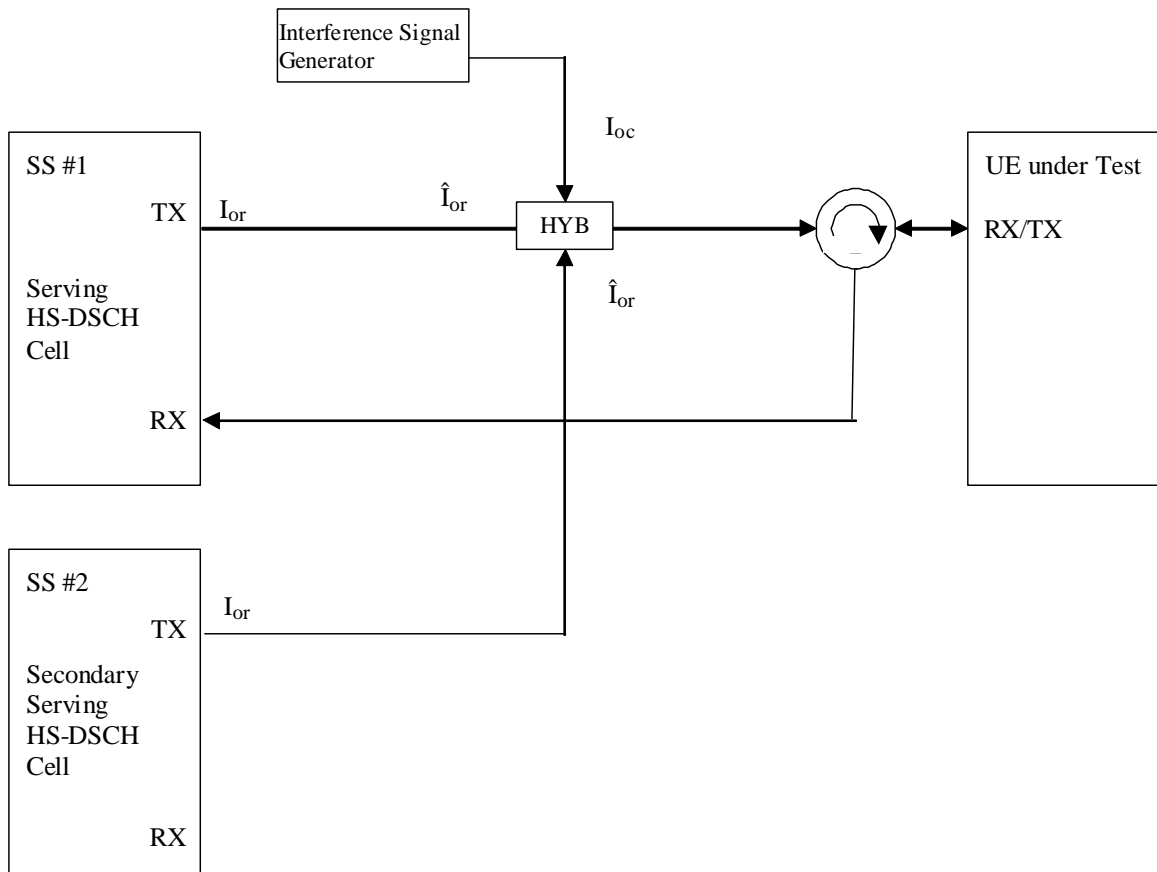 Interference Signal
Generator
I_oc
SS #1
TX
I_or
Î_or
HYB
UE under Test
RX/TX
Serving
HS-DSCH
Cell
Î_or
RX
SS #2
I_or
TX
Secondary
Serving
HS-DSCH
Cell
RX